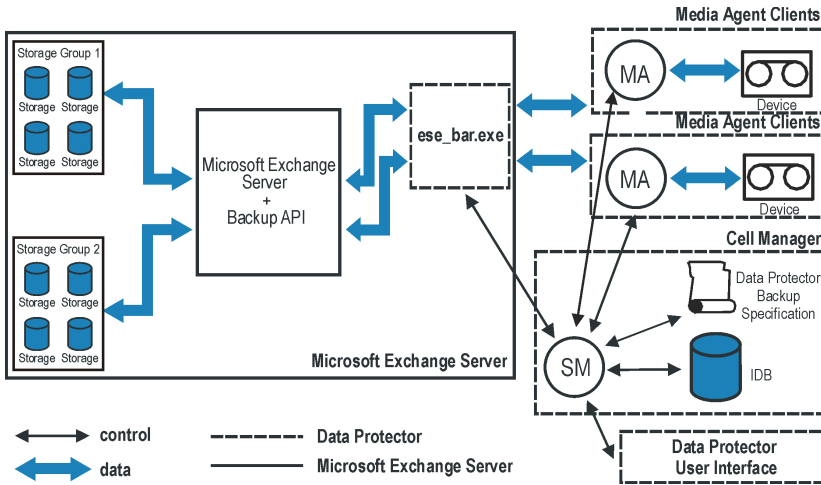 Storage Group 1
Storage
Storage
Storage
Storage
Storage Group 2
Storage
Storage
Storage
Storage
Microsoft Exchange
Server
+
Backup API
ese_bar.exe
Microsoft Exchange Server
Media Agent Clients
MA
Device
Media Agent Clients
MA
Device
Cell Manager
Data Protector
Backup
Specification
SM
IDB
Data Protector
User Interface
control
data
Data Protector
Microsoft Exchange Server